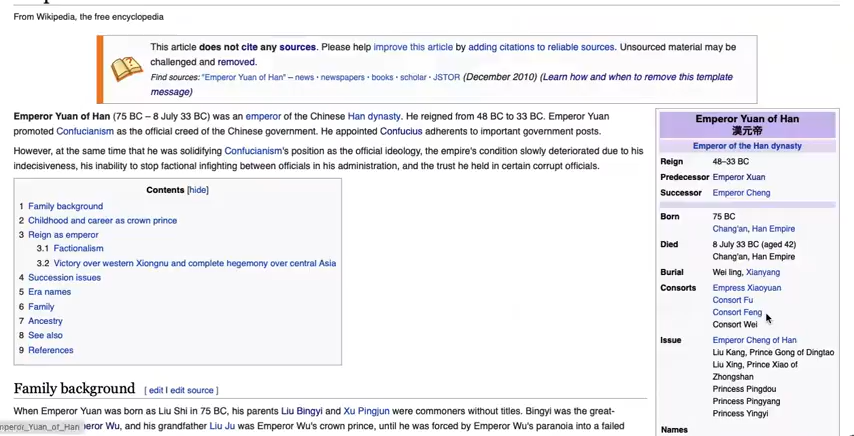 From Wikipedia, the free encyclopedia
This article does not cite any sources. Please help improve this article by adding citations to reliable sources. Unsourced material may be
challenged and removed.
Find sources: "Emperor Yuan of Han" – news · newspapers · books · scholar · JSTOR (December 2010) (Learn how and when to remove this template
message)
Emperor Yuan of Han (75 BC – 8 July 33 BC) was an emperor of the Chinese Han dynasty. He reigned from 48 BC to 33 BC. Emperor Yuan
promoted Confucianism as the official creed of the Chinese government. He appointed Confucius adherents to important government posts.
However, at the same time that he was solidifying Confucianism's position as the official ideology, the empire's condition slowly deteriorated due to his
indecisiveness, his inability to stop factional infighting between officials in his administration, and the trust he held in certain corrupt officials.
Contents [hide]
1 Family background
2 Childhood and career as crown prince
3 Reign as emperor
3.1 Factionalism
3.2 Victory over western Xiongnu and complete hegemony over central Asia
4 Succession issues
5 Era names
6 Family
7 Ancestry
8 See also
9 References
Family background [ edit | edit source ]
When Emperor Yuan was born as Liu Shi in 75 BC, his parents Liu Bingyi and Xu Pingjun were commoners without titles. Bingyi was the great-
eror Wu, and his grandfather Liu Ju was Emperor Wu's crown prince, until he was forced by Emperor Wu's paranoia into a failed
mperor_Yuan_of_Han
Emperor Yuan of Han
漢元帝
Emperor of the Han dynasty
Reign 48–33 BC
Predecessor Emperor Xuan
Successor Emperor Cheng
Born 75 BC
Chang'an, Han Empire
Died 8 July 33 BC (aged 42)
Chang'an, Han Empire
Burial Wei ling, Xianyang
Consorts Empress Xiaoyuan
Consort Fu
Consort Feng
Consort Wei
Issue Emperor Cheng of Han
Liu Kang, Prince Gong of Dingtao
Liu Xing, Prince Xiao of
Zhongshan
Princess Pingdou
Princess Pingyang
Princess Yingyi
Names